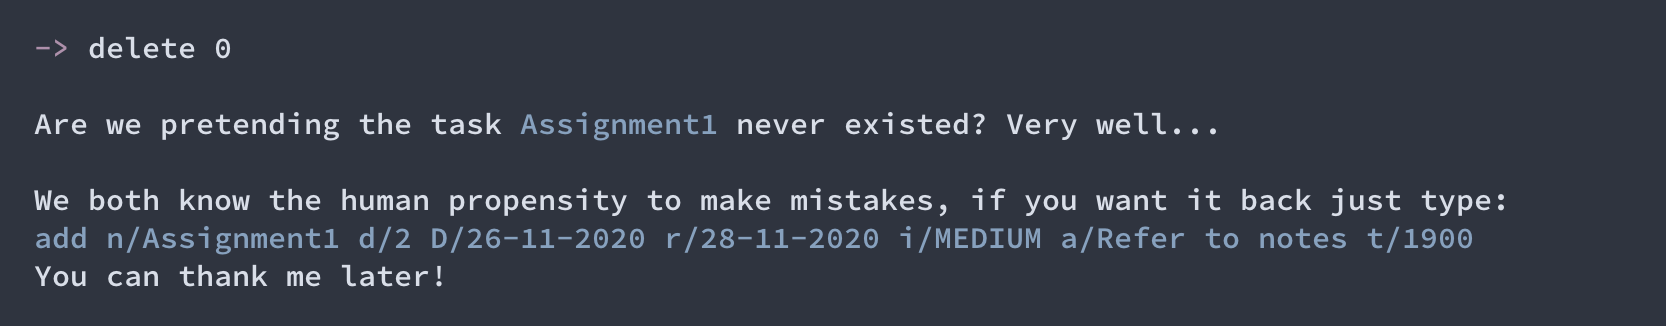 -> delete 0
Are we pretending the task Assignment1 never existed? Very well...
We both know the human propensity to make mistakes, if you want it back just type:
add n/Assignment1 d/2 D/26-11-2020 r/28-11-2020 i/MEDIUM a/Refer to notes t/1900
You can thank me later!